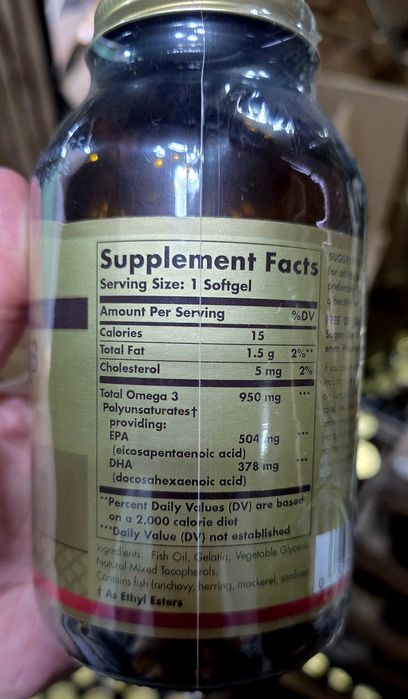 Supplement Facts
Serving Size: 1 Softgel
Amount Per Serving %DV
Calories 15
Total Fat 1.5 g 2%**
Cholesterol 5 mg 2%
Total Omega 3 950 mg ***
Polyunsaturates†
providing:
EPA 504 mg ***
(eicosapentaenoic acid)
DHA 378 mg ***
(docosahexaenoic acid)
**Percent Daily Values (DV) are based
on a 2,000 calorie diet
***Daily Value (DV) not established
Ingredients: Fish Oil, Gelatin, Vegetable
Natural Mixed Tocopherols.
Contains fish (anchovy, herring, mackerel,
† As Ethyl Esters
3